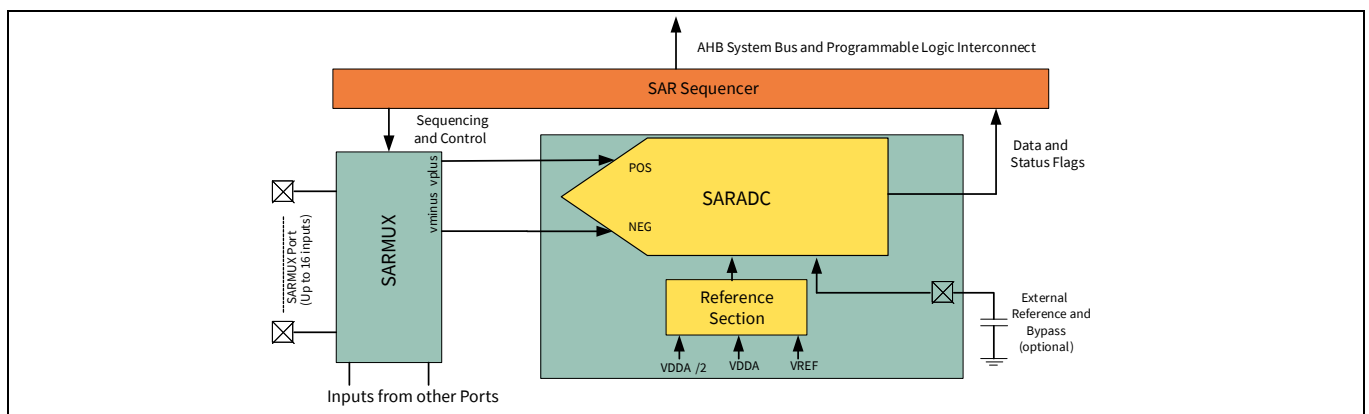 AHB System Bus and Programmable Logic Interconnect
SAR Sequencer
Sequencing
and Control
Data and
Status Flags
vminus vplus
POS
SARADC
NEG
SARMUX
SARMUX Port
(Up to 16 inputs)
Reference
Section
External
Reference and
Bypass
(optional)
VDDA /2
VDDA
VREF
Inputs from other Ports